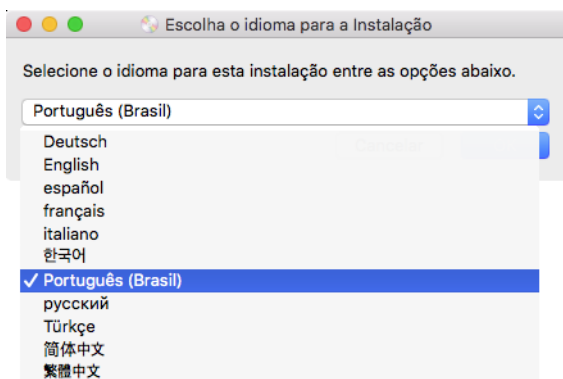 Escolha o idioma para a Instalação
Selecione o idioma para esta instalação entre as opções abaixo.
Português (Brasil)
Deutsch
English
español
français
italiano
한국어
✓ Português (Brasil)
русский
Türkçe
简体中文
繁體中文